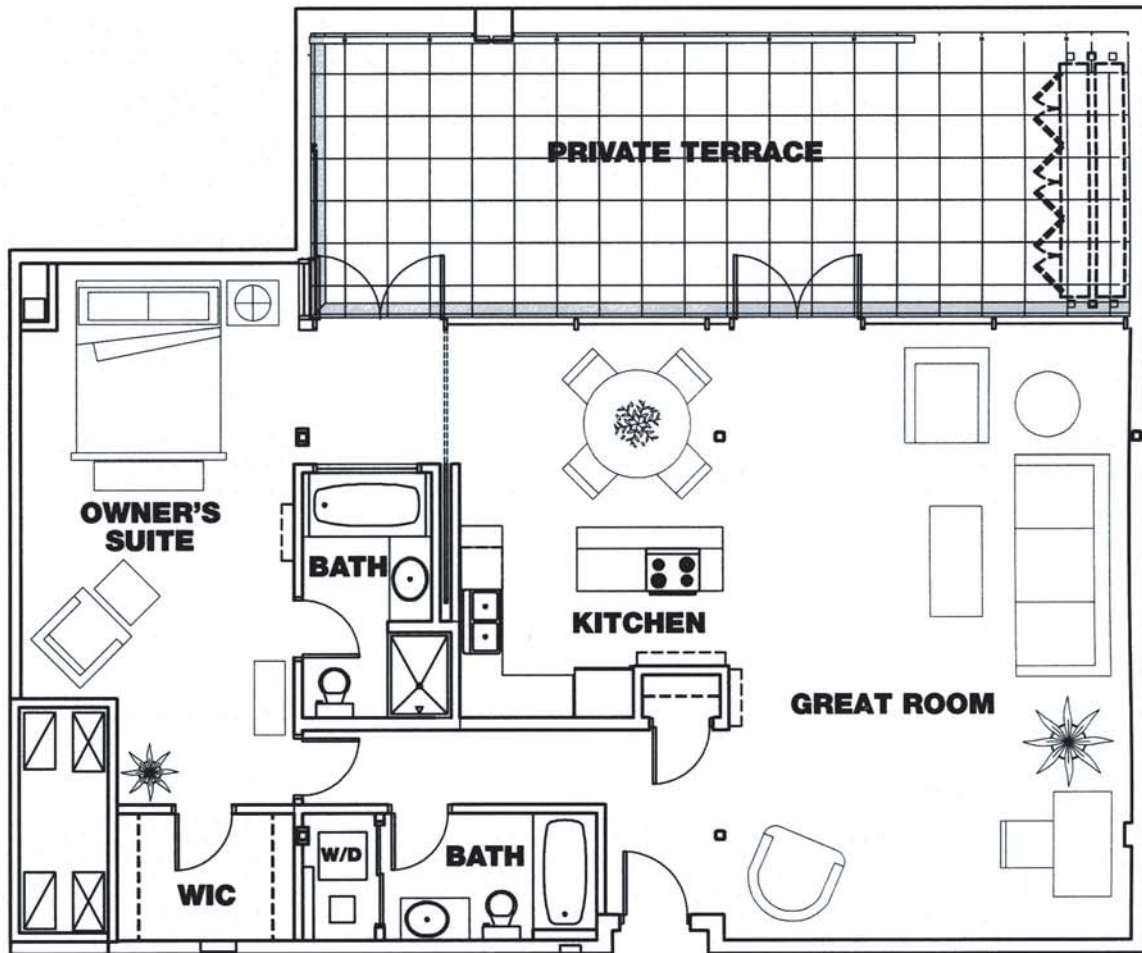 PRIVATE TERRACE
OWNER'S
SUITE
BATH
KITCHEN
GREAT ROOM
W/D
BATH
WIC